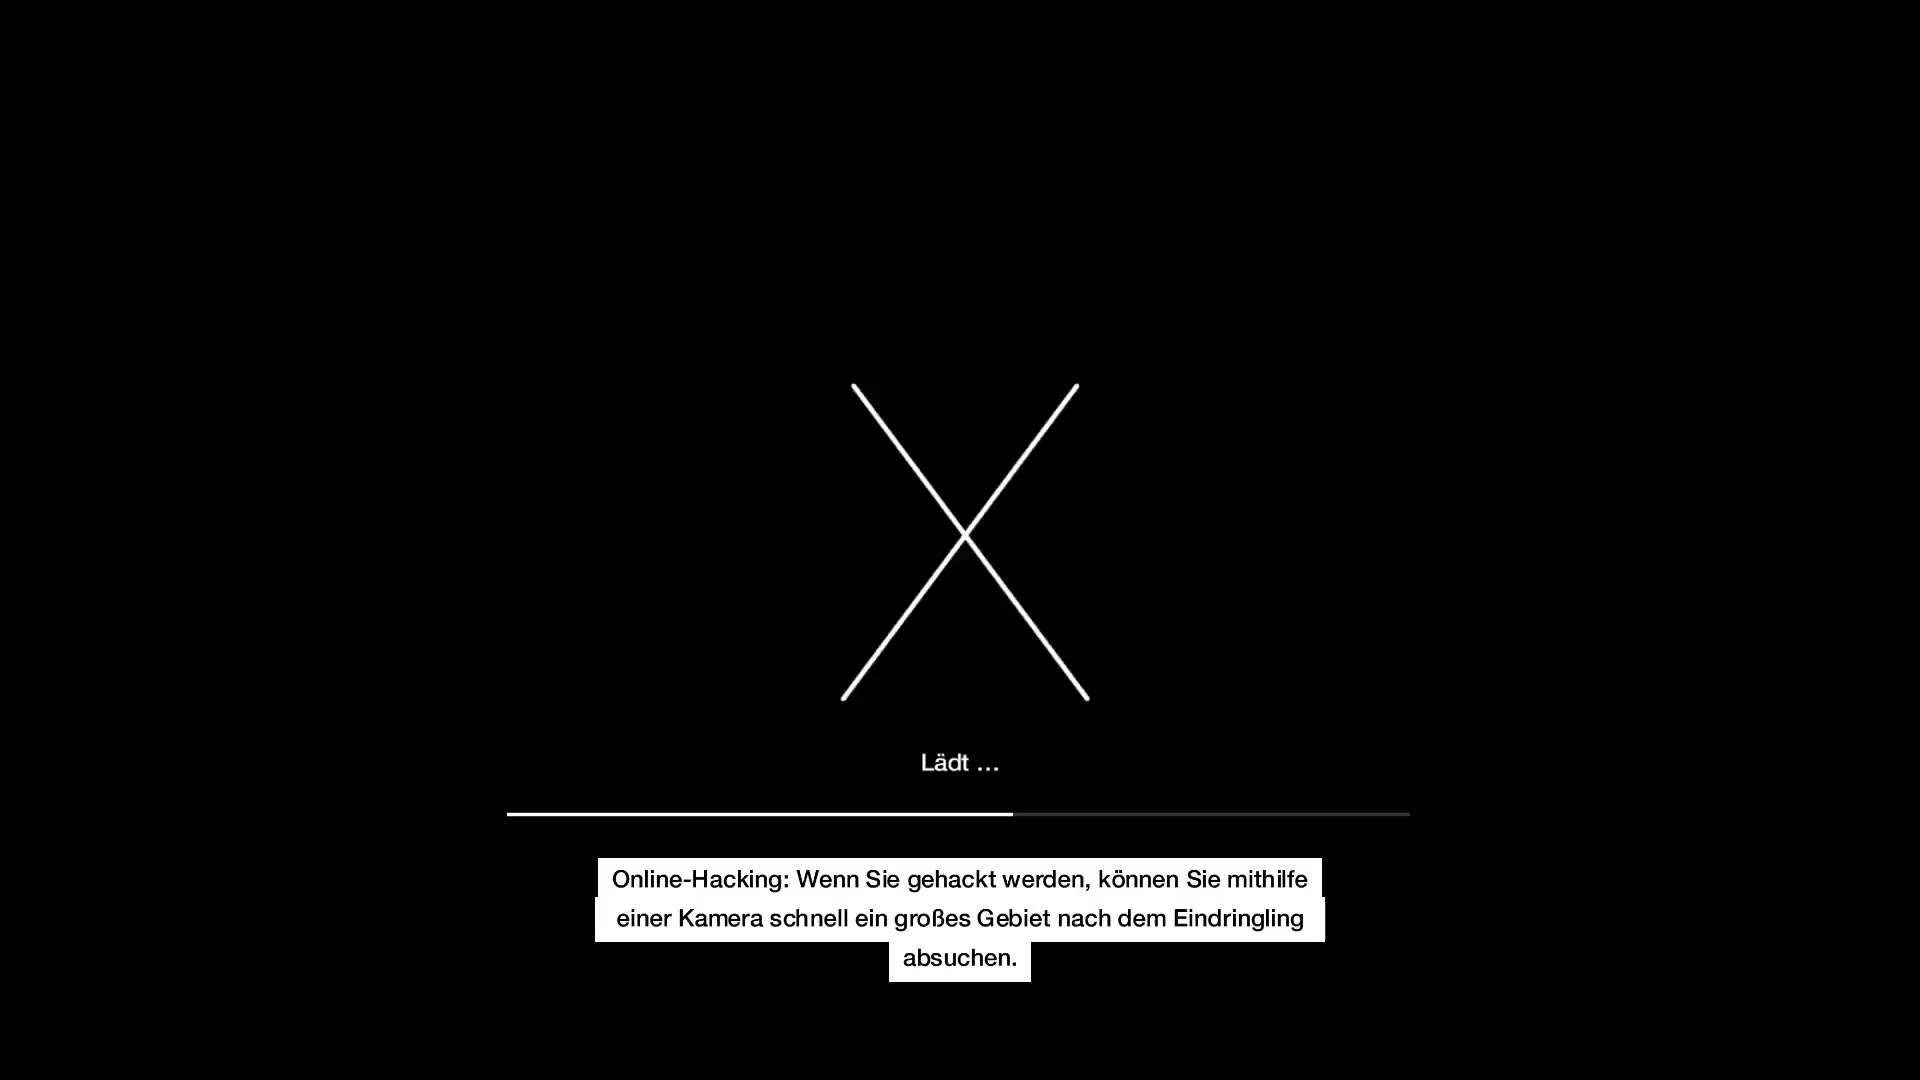 Lädt ...
Online-Hacking: Wenn Sie gehackt werden, können Sie mithilfe
einer Kamera schnell ein großes Gebiet nach dem Eindringling
absuchen.